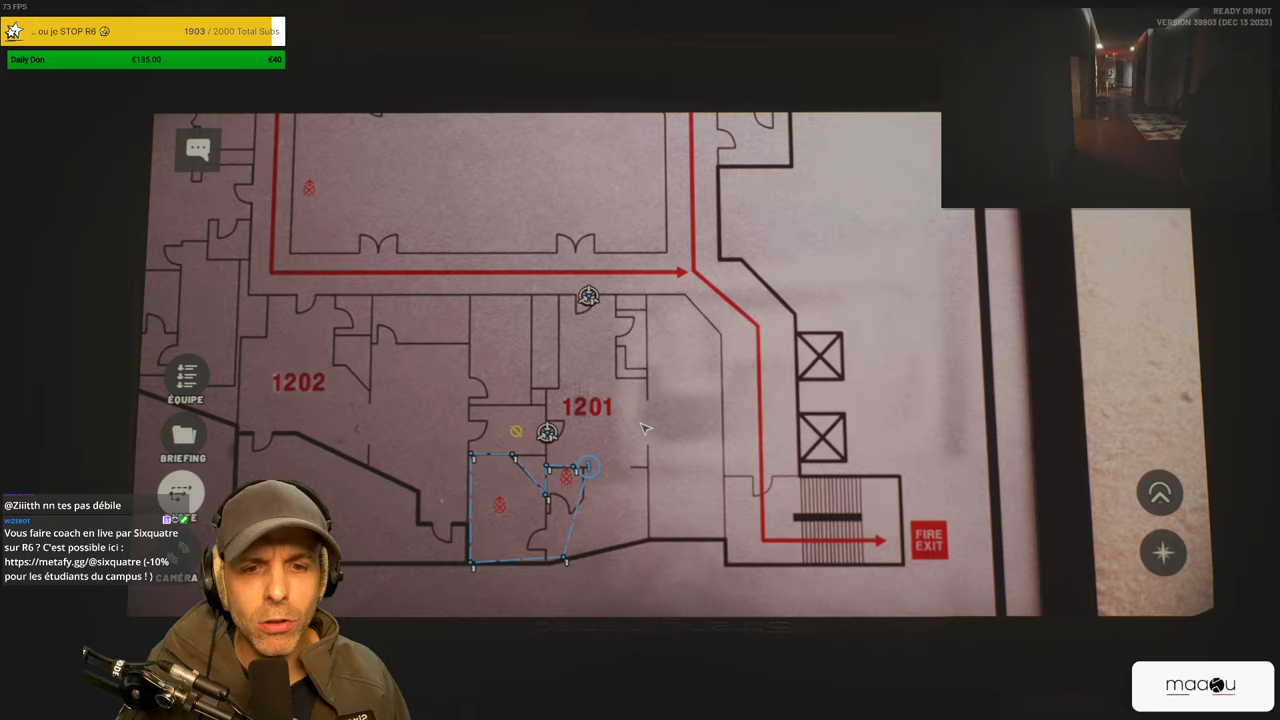 73 FPS
READY OR NOT
VERSION 39903 (DEC 13 2023)
.. ou je STOP R6
1903 / 2000 Total Subs
Daily Don €135.00 €40
1202
1201
ÉQUIPE
BRIEFING
FIRE
EXIT
@Ziiitth nn tes pas débile
WIZEBOT
Vous faire coach en live par Sixquatre
sur R6 ? C'est possible ici :
https://metafy.gg/@sixquatre (-10%
pour les étudiants du campus ! )
CAMÉRA
maaku